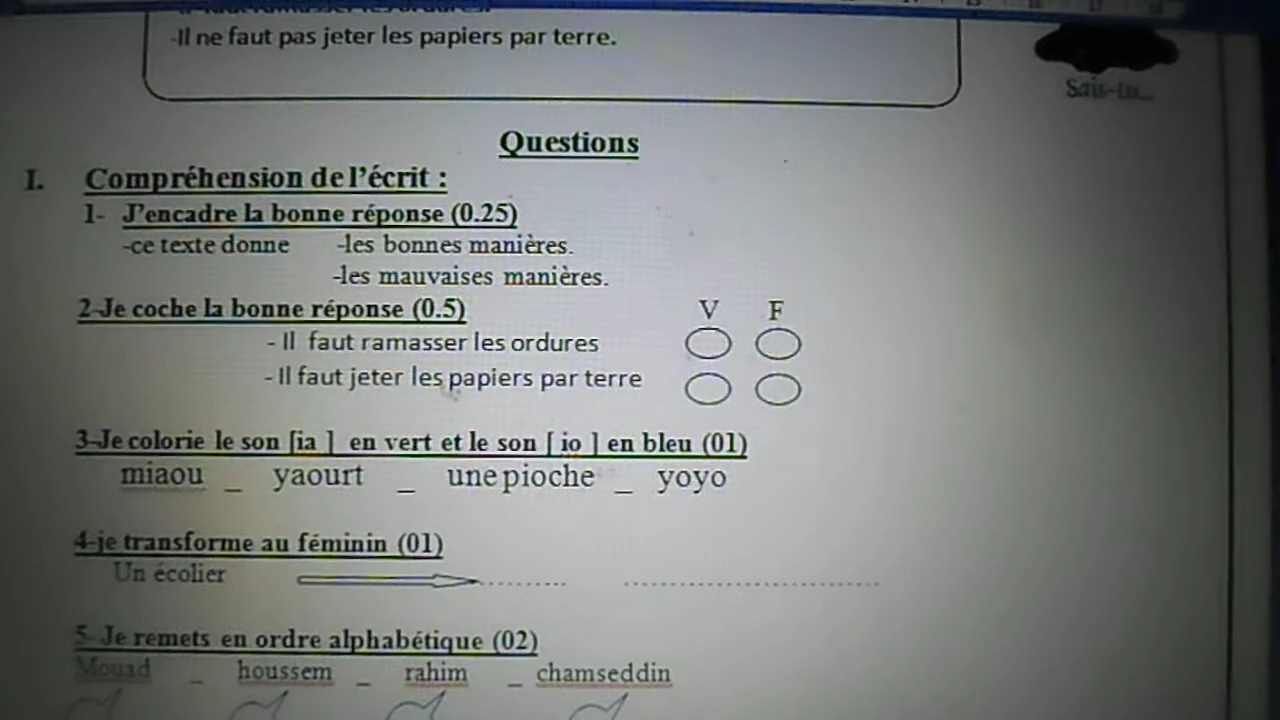 -Il ne faut pas jeter les papiers par terre.
Sais-tu...
Questions
I. Compréhension de l'écrit :
1- J'encadre la bonne réponse (0.25)
-ce texte donne -les bonnes manières.
-les mauvaises manières.
2-Je coche la bonne réponse (0.5) V F
- Il faut ramasser les ordures
- Il faut jeter les papiers par terre
3-Je colorie le son [ia ] en vert et le son [ io ] en bleu (01)
miaou _ yaourt _ une pioche _ yoyo
4-je transforme au féminin (01)
Un écolier ......... ..............................
5- Je remets en ordre alphabétique (02)
Mouad _ houssem _ rahim _ chamseddin